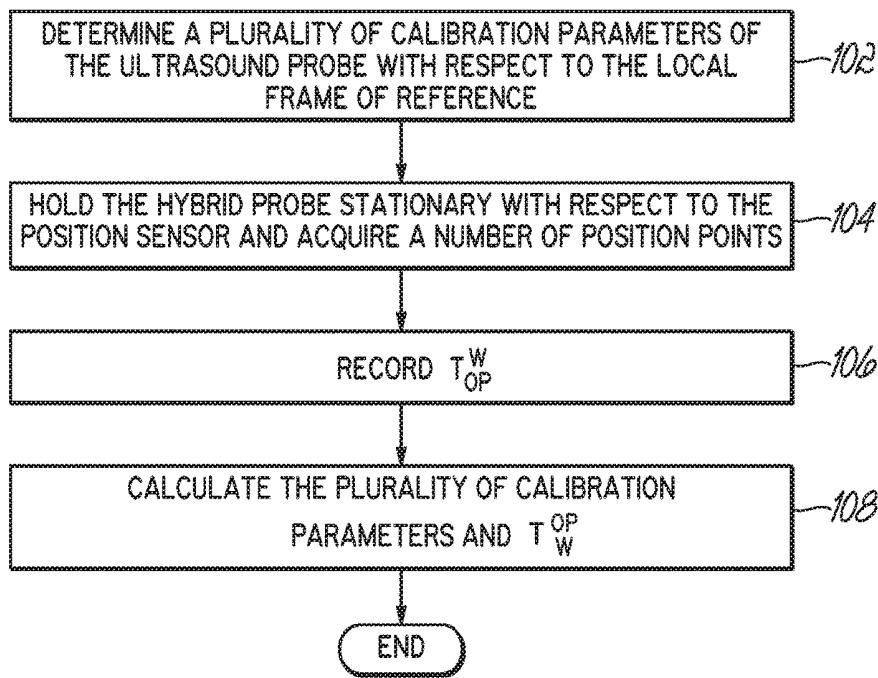 DETERMINE A PLURALITY OF CALIBRATION PARAMETERS OF
THE ULTRASOUND PROBE WITH RESPECT TO THE LOCAL
FRAME OF REFERENCE
102
HOLD THE HYBRID PROBE STATIONARY WITH RESPECT TO THE
POSITION SENSOR AND ACQUIRE A NUMBER OF POSITION POINTS
104
RECORD T^W_OP
106
CALCULATE THE PLURALITY OF CALIBRATION
PARAMETERS AND T^OP_W
108
END